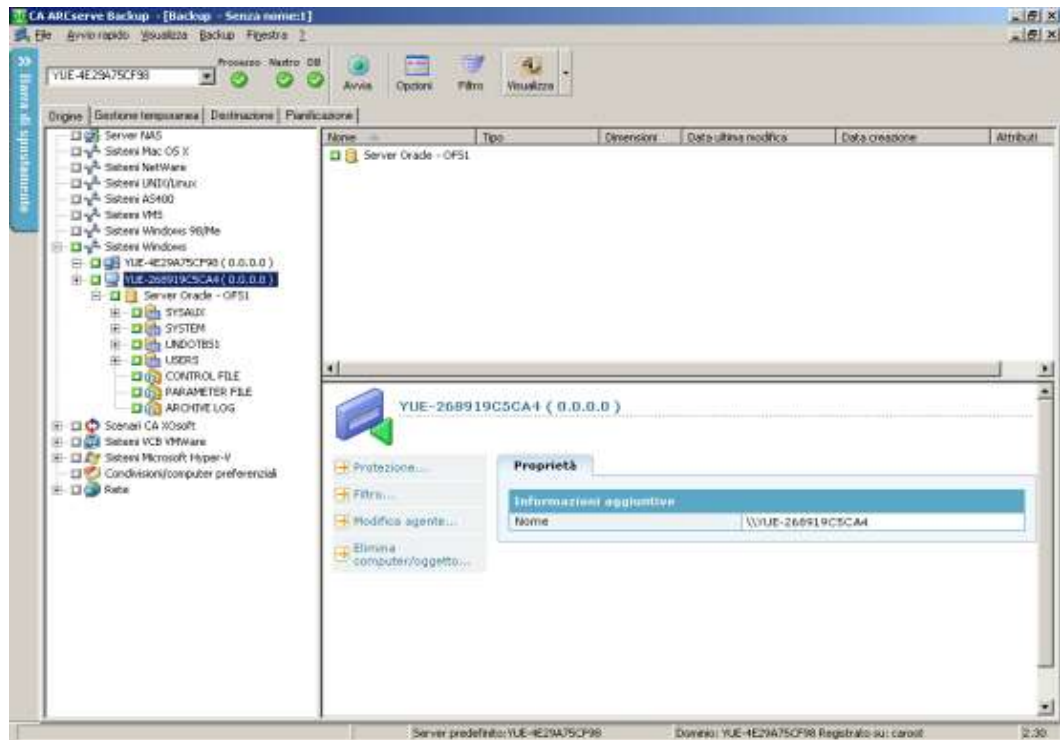 CA ARCserve Backup - [Backup - Senza nome:1]
File Avvio rapido Visualizza Backup Finestra ?
Barra di spostamento
YUE-4E29A75CF98
Processo Nastro DB
Avvia Opzioni Filtro Visualizza
Origine Gestione temporanea Destinazione Pianificazione
Server NAS
Sistemi Mac OS X
Sistemi NetWare
Sistemi UNIX/Linux
Sistemi AS400
Sistemi VMS
Sistemi Windows 98/Me
Sistemi Windows
YUE-4E29A75CF98 ( 0.0.0.0 )
YUE-268919C5CA4 ( 0.0.0.0 )
Server Oracle - OFS1
SYSAUX
SYSTEM
UNDOTBS1
USERS
CONTROL FILE
PARAMETER FILE
ARCHIVE LOG
Scenari CA XOsoft
Sistemi VCB VMWare
Sistemi Microsoft Hyper-V
Condivisioni/computer preferenziali
Rete
Nome Tipo Dimensioni Data ultima modifica Data creazione Attributi
Server Oracle - OFS1
YUE-268919C5CA4 ( 0.0.0.0 )
Protezione...
Filtro...
Modifica agente...
Elimina
computer/oggetto...
Proprietà
Informazioni aggiuntive
Nome \\YUE-268919C5CA4
Server predefinito: YUE-4E29A75CF98 Dominio: YUE-4E29A75CF98 Registrato su: caroot 2.30